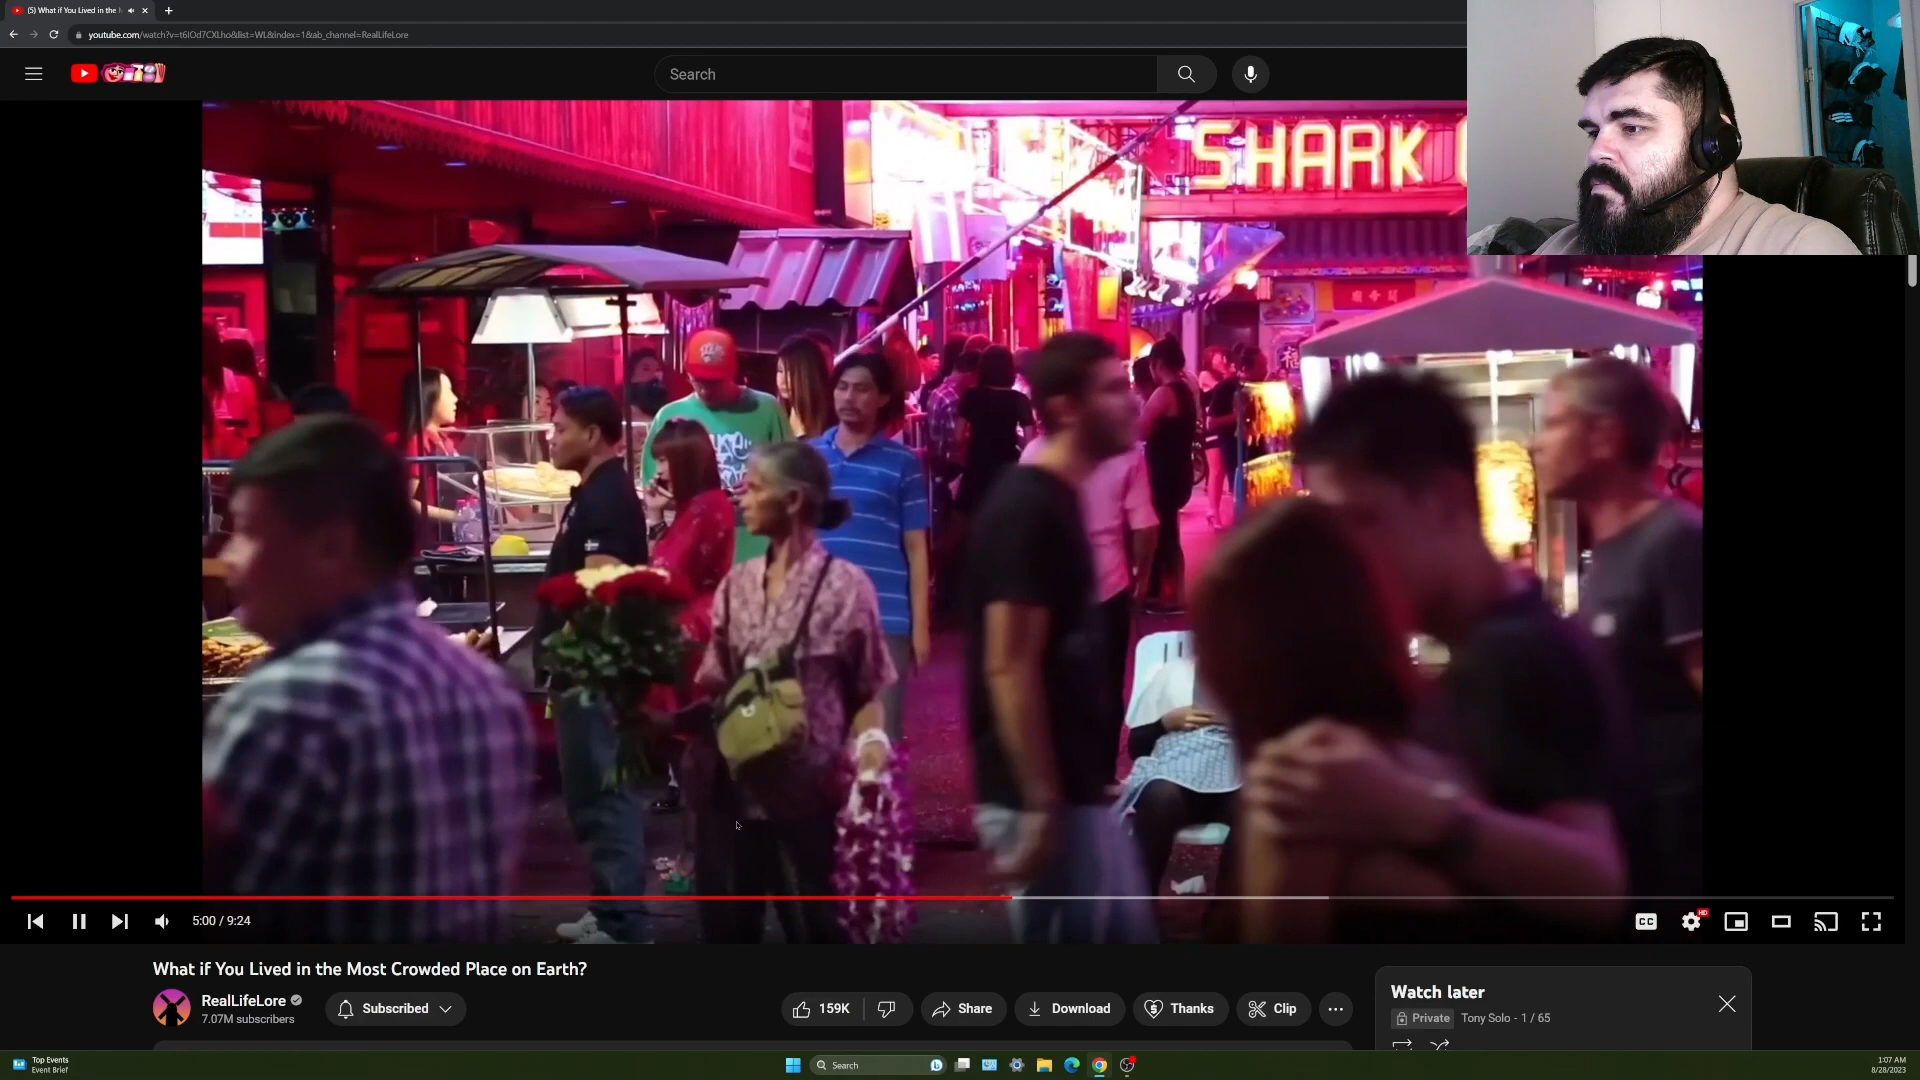 (5) What if You Lived in the
youtube.com/watch?v=t6IOd7CXLho&list=WL&index=1&ab_channel=RealLifeLore
Search
SHARK
5:00 / 9:24
CC
HD
What if You Lived in the Most Crowded Place on Earth?
RealLifeLore
7.07M subscribers
Subscribed
159K
Share
Download
Thanks
Clip
Watch later
Private
Tony Solo - 1 / 65
Top Events
Event Brief
Search
1:07 AM
8/28/2023